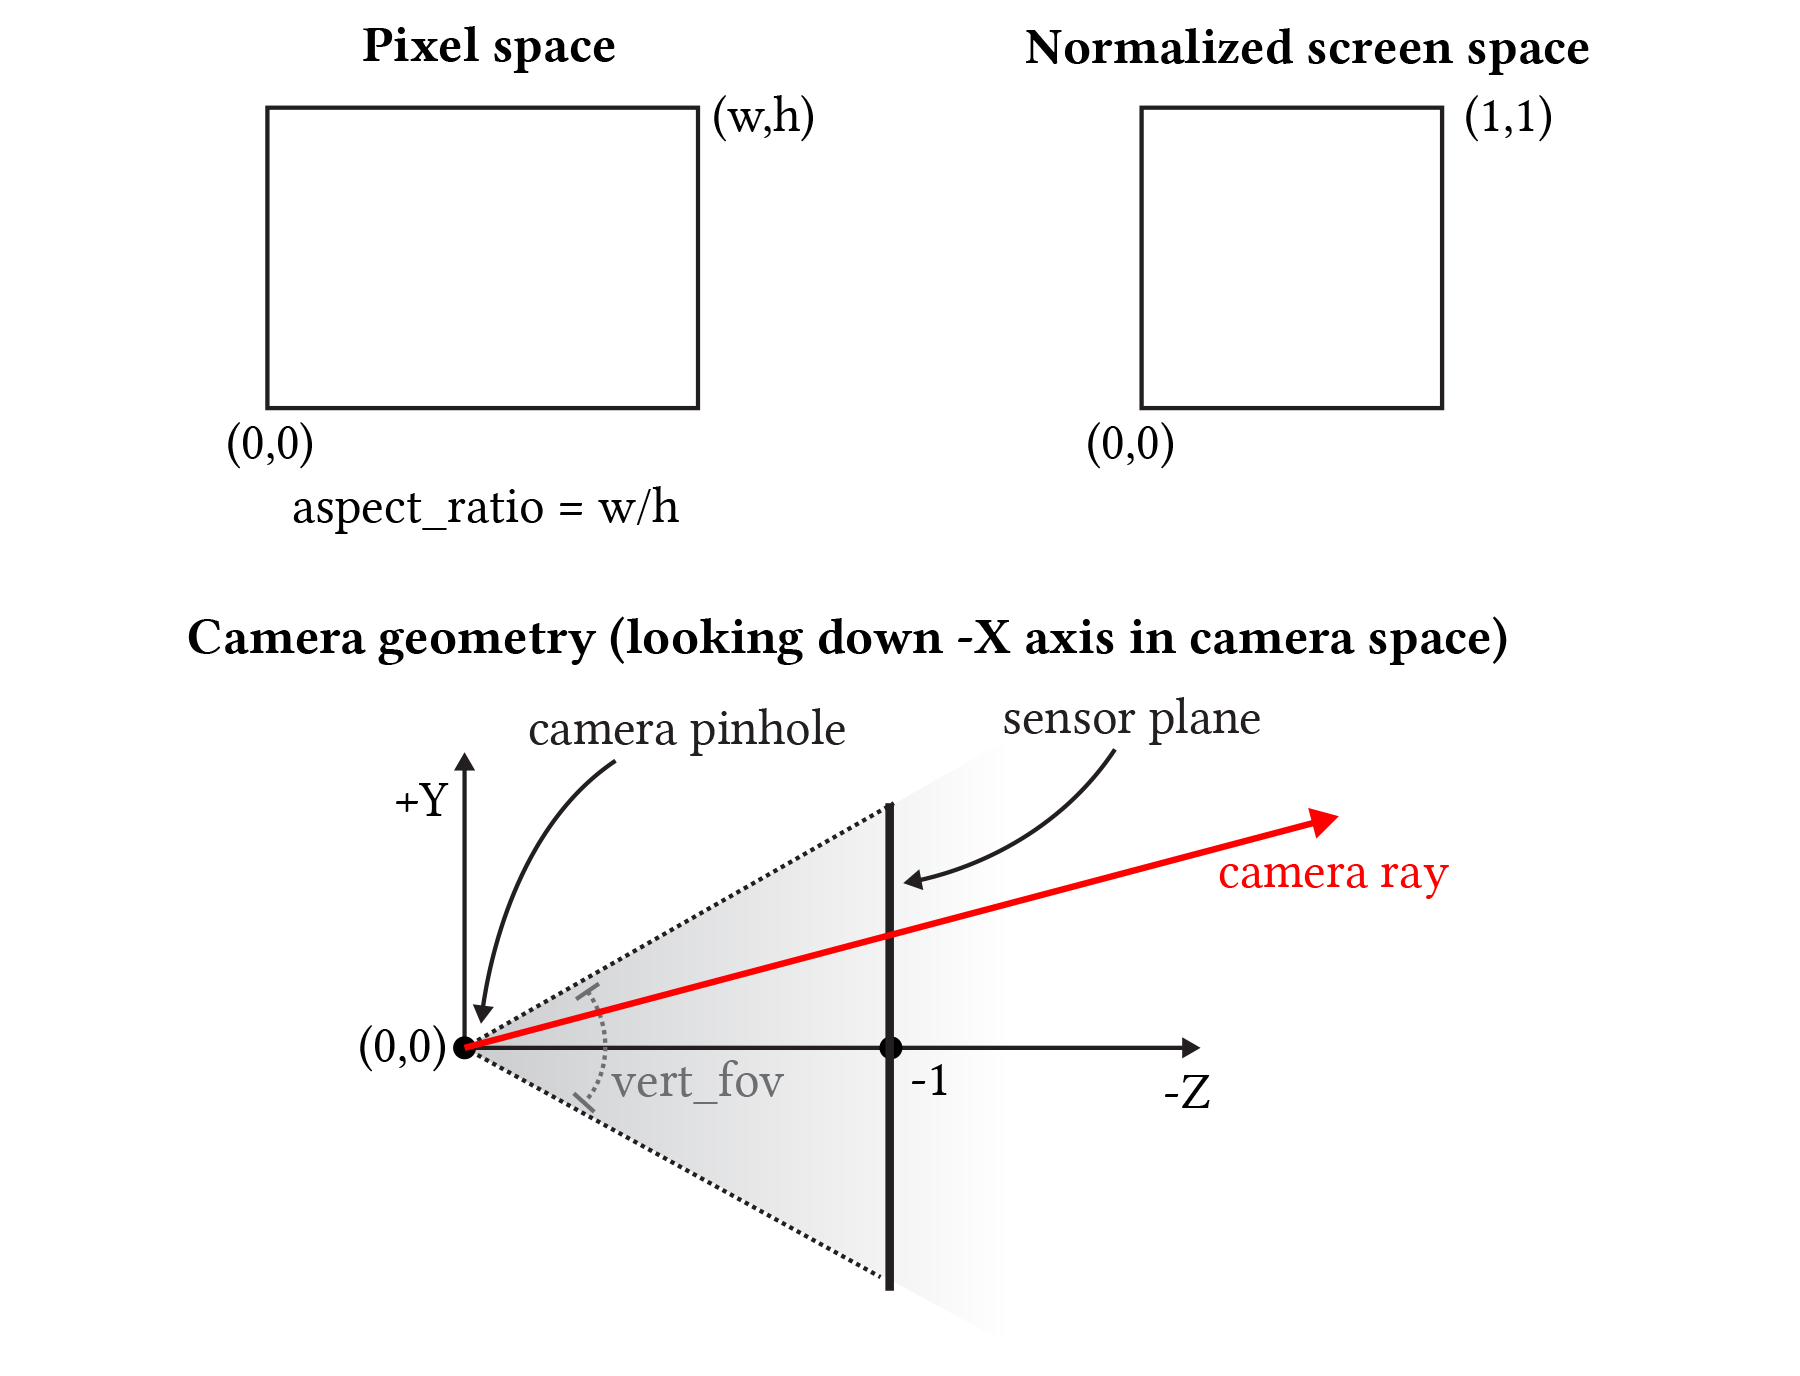 Pixel space
Normalized screen space
(w,h)
(1,1)
(0,0)
(0,0)
aspect_ratio = w/h
Camera geometry (looking down -X axis in camera space)
camera pinhole
sensor plane
+Y
camera ray
(0,0)
vert_fov
-1
-Z